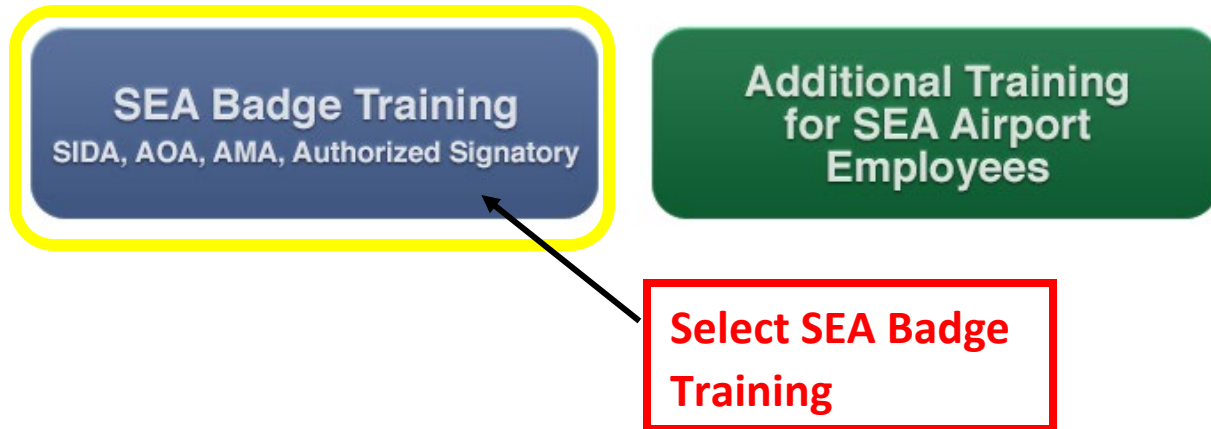 SEA Badge Training
SIDA, AOA, AMA, Authorized Signatory
Additional Training
for SEA Airport
Employees
Select SEA Badge
Training